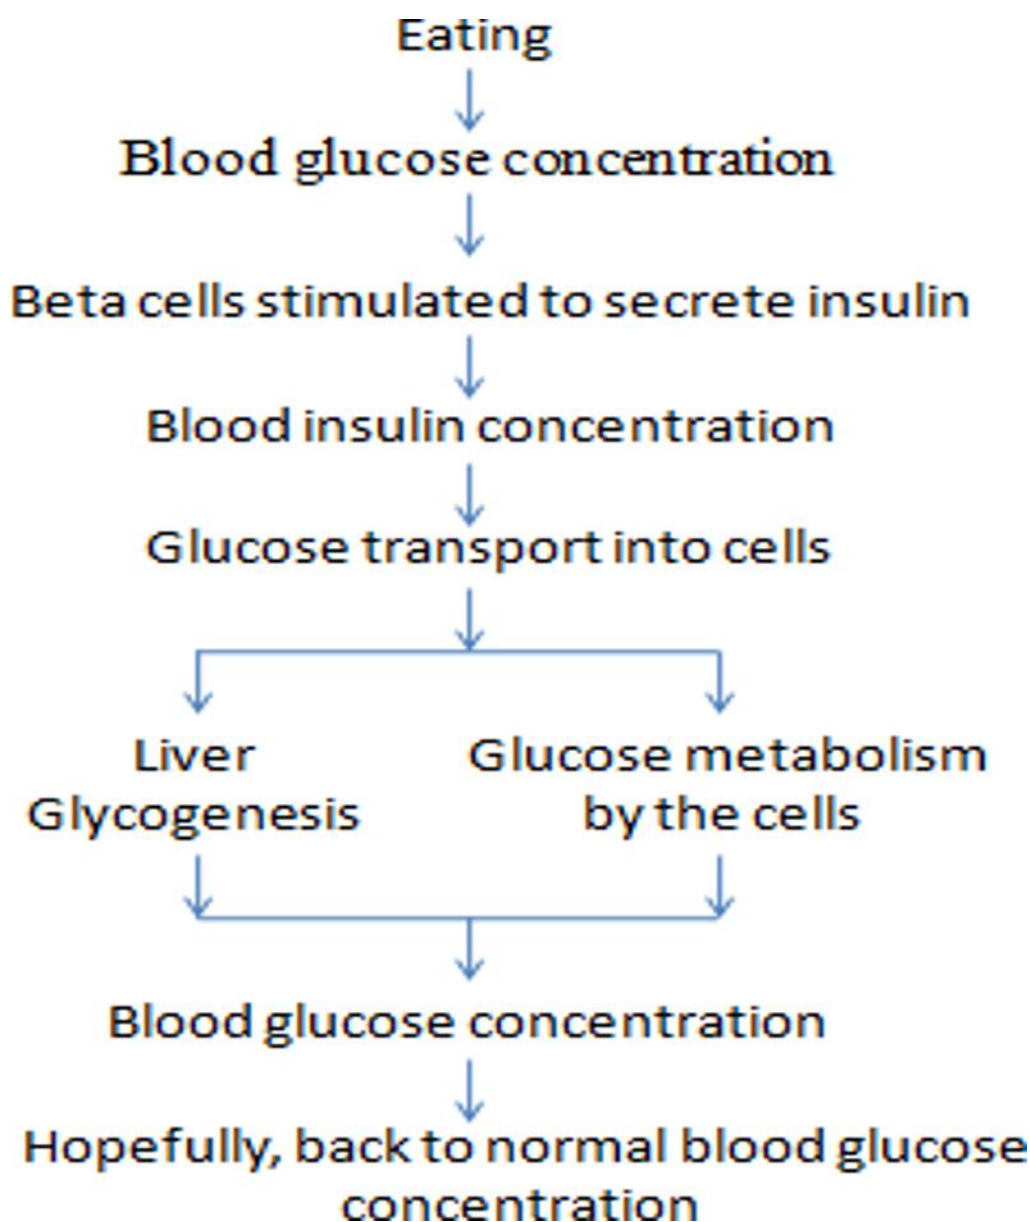 Eating
Blood glucose concentration
Beta cells stimulated to secrete insulin
Blood insulin concentration
Glucose transport into cells
Liver
Glycogenesis
Glucose metabolism
by the cells
Blood glucose concentration
Hopefully, back to normal blood glucose
concentration